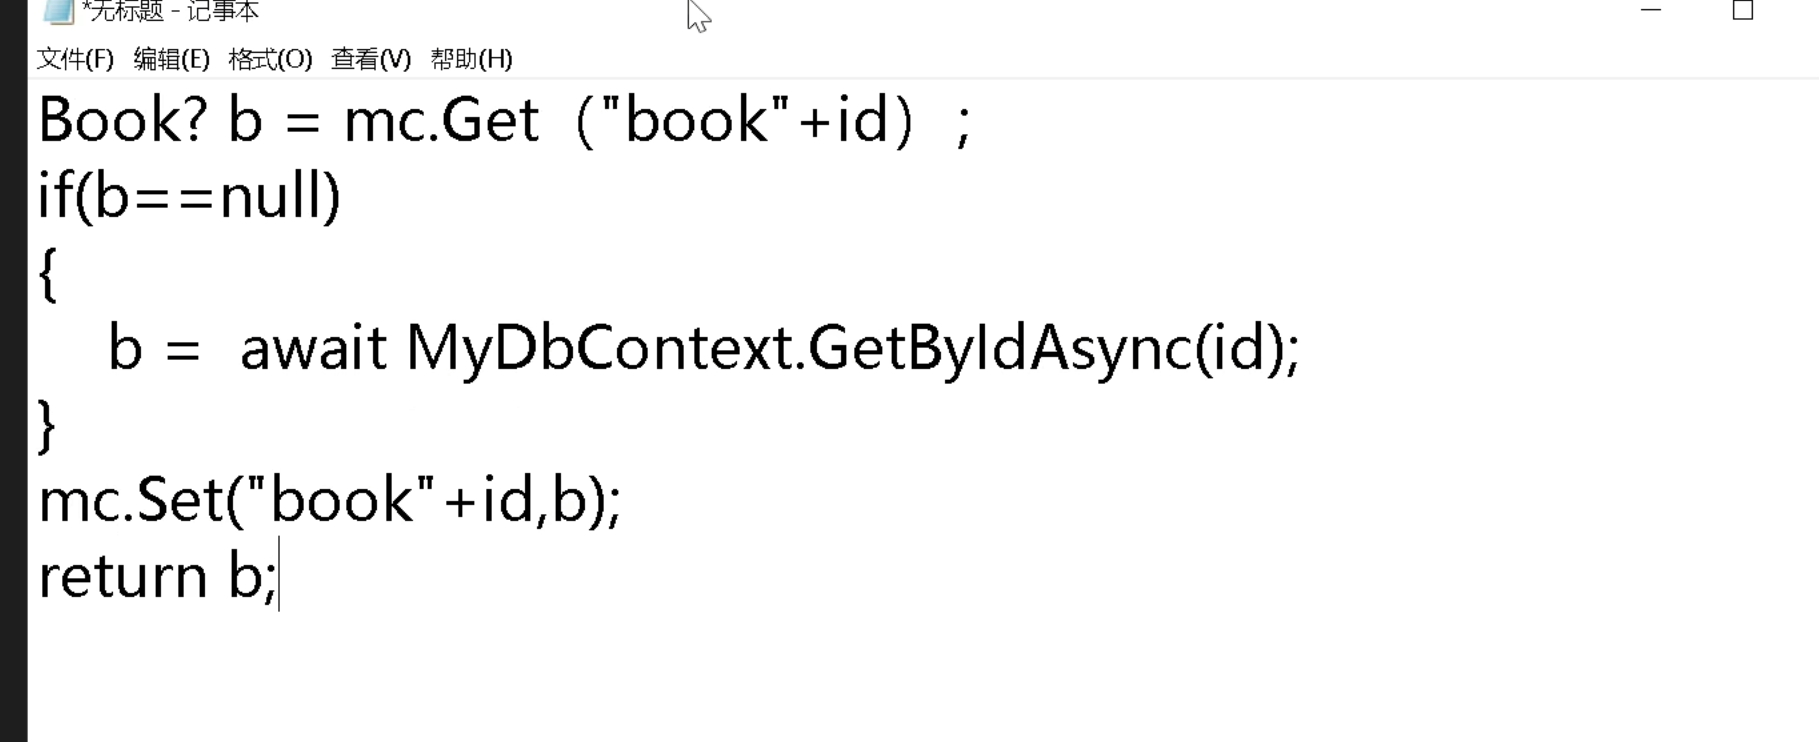 *无标题 - 记事本
文件(F) 编辑(E) 格式(O) 查看(V) 帮助(H)
Book? b = mc.Get（"book"+id）；
if(b==null)
{
    b =  await MyDbContext.GetByIdAsync(id);
}
mc.Set("book"+id,b);
return b;